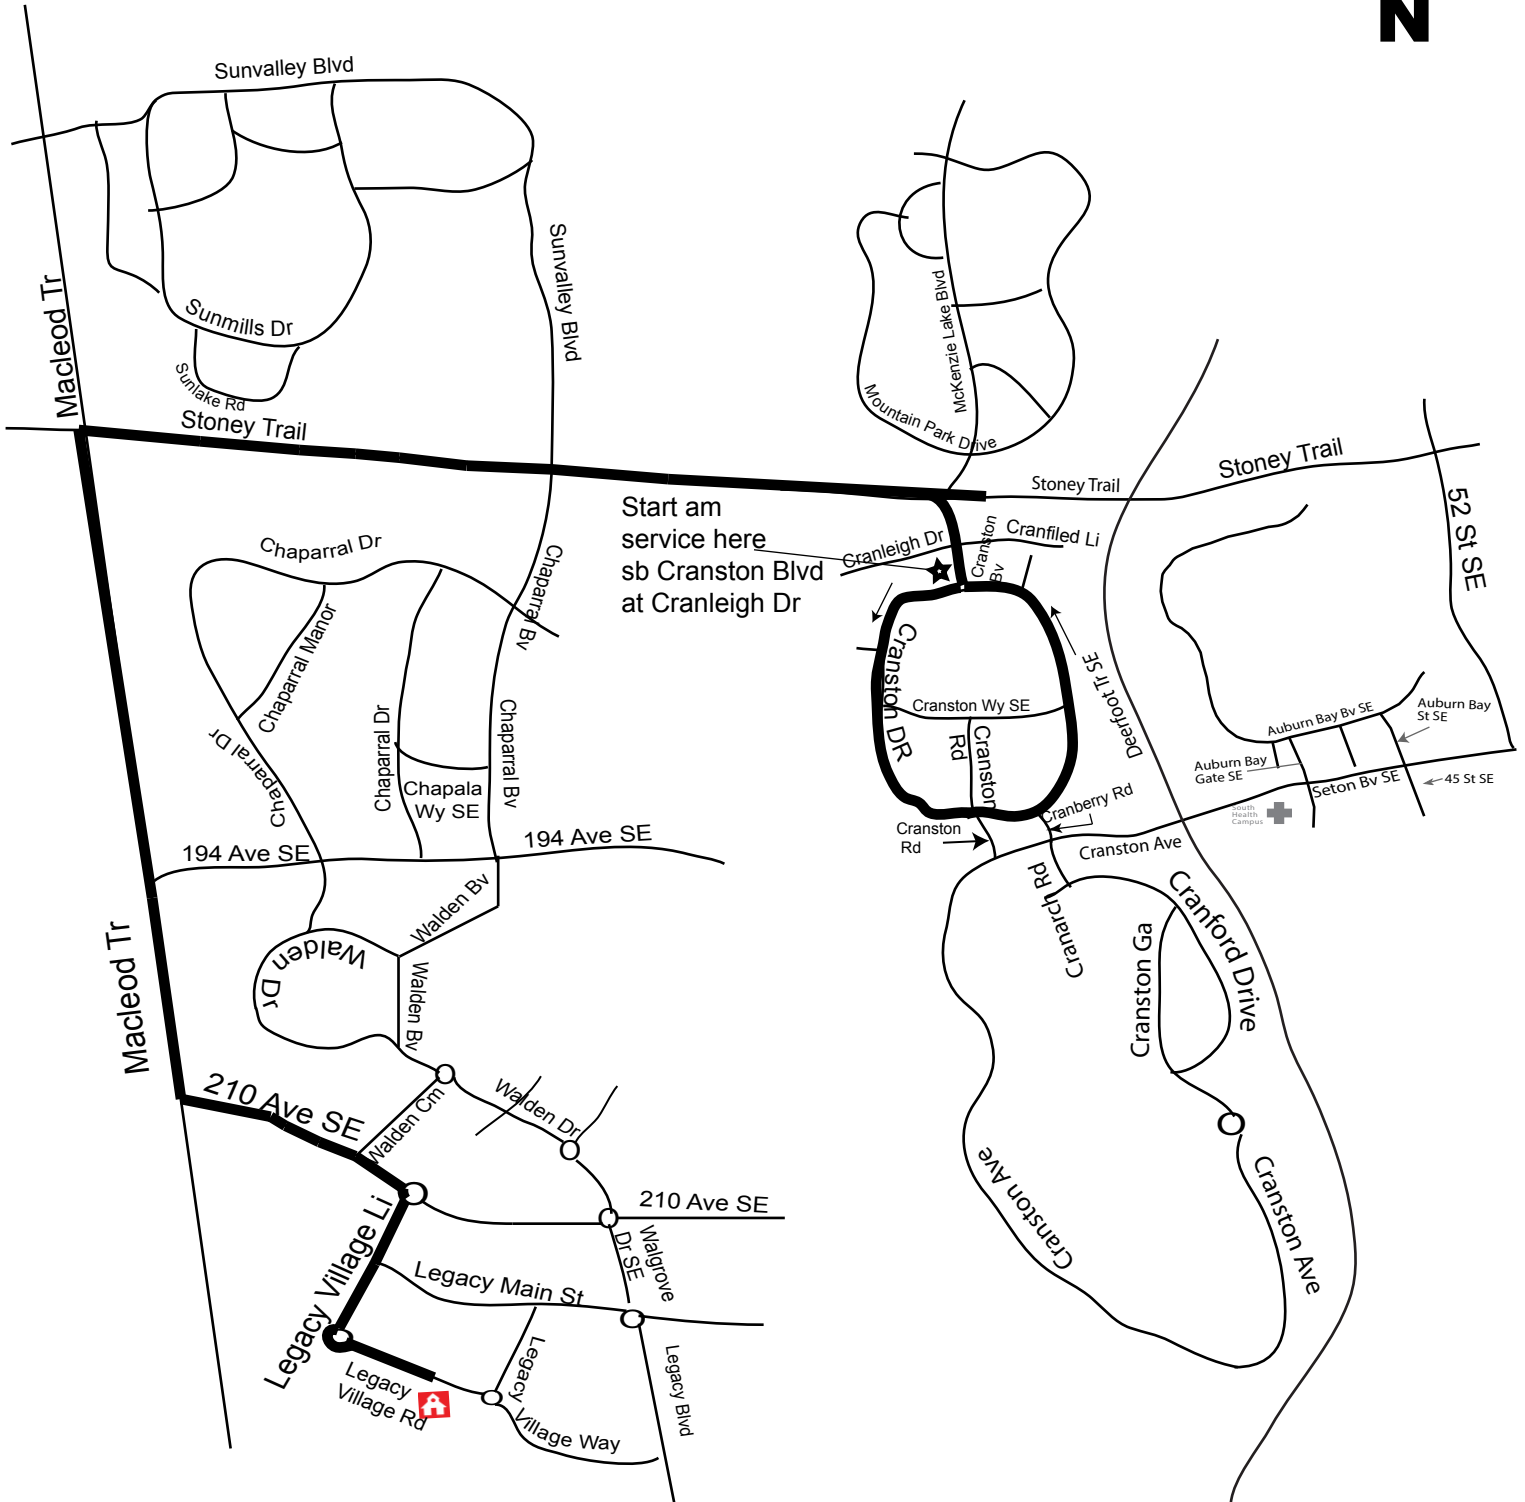 N
Sunvalley Blvd
Sunvalley Blvd
Macleod Tr
Sunmills Dr
Sunlake Rd
Stoney Trail
McKenzie Lake Blvd
Mountain Park Drive
Stoney Trail
Stoney Trail
52 St SE
Start am
service here
sb Cranston Blvd
at Cranleigh Dr
Cranleigh Dr
Cranston
Bv
Cranfiled Li
Chaparral Dr
Chaparral Bv
Chaparral Manor
Chaparral Dr
Chaparral Dr
Chaparral Bv
Chapala
Wy SE
Cranston DR
Cranston Wy SE
Cranston
Rd
Deerfoot Tr SE
Auburn Bay Bv SE
Auburn Bay
St SE
Auburn Bay
Gate SE
Seton Bv SE
45 St SE
South
Health
Campus
Cranberry Rd
Cranston
Rd
Cranston Ave
194 Ave SE
194 Ave SE
Cranarch Rd
Cranford Drive
Cranston Ga
Walden Bv
Walden Dr
Walden Bv
Macleod Tr
210 Ave SE
Walden Cm
Walden Dr
210 Ave SE
Walgrove
Dr SE
Cranston Ave
Cranston Ave
Legacy Village Li
Legacy Main St
Legacy
Village Rd
Legacy
Village Way
Legacy Blvd